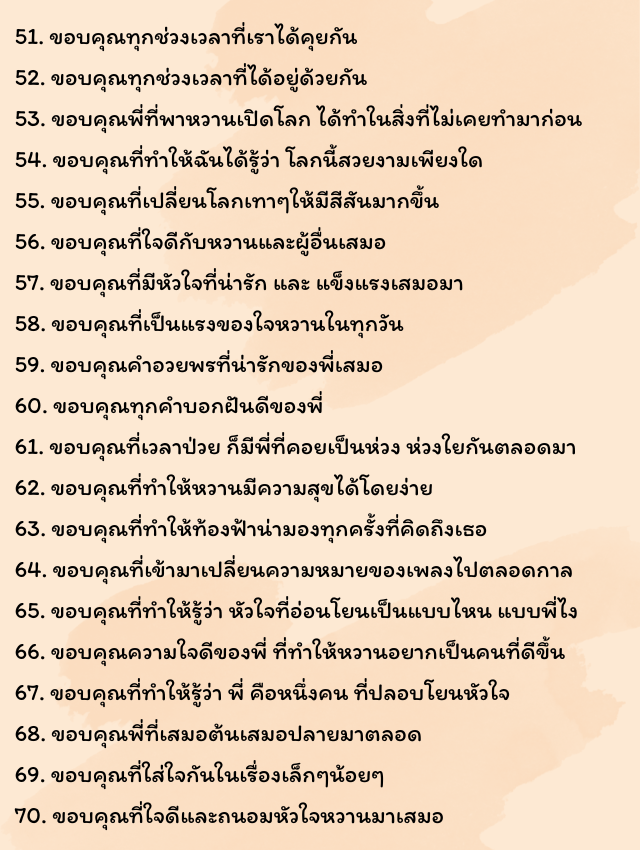 51. ขอบคุณทุกช่วงเวลาที่เราได้คุยกัน
52. ขอบคุณทุกช่วงเวลาที่ได้อยู่ด้วยกัน
53. ขอบคุณพี่ที่พาหวานเปิดโลก ได้ทำในสิ่งที่ไม่เคยทำมาก่อน
54. ขอบคุณที่ทำให้ฉันได้รู้ว่า โลกนี้สวยงามเพียงใด
55. ขอบคุณที่เปลี่ยนโลกเทาๆให้มีสีสันมากขึ้น
56. ขอบคุณที่ใจดีกับหวานและผู้อื่นเสมอ
57. ขอบคุณที่มีหัวใจที่น่ารัก และ แข็งแรงเสมอมา
58. ขอบคุณที่เป็นแรงของใจหวานในทุกวัน
59. ขอบคุณคำอวยพรที่น่ารักของพี่เสมอ
60. ขอบคุณทุกคำบอกฝันดีของพี่
61. ขอบคุณที่เวลาป่วย ก็มีพี่ที่คอยเป็นห่วง ห่วงใยกันตลอดมา
62. ขอบคุณที่ทำให้หวานมีความสุขได้โดยง่าย
63. ขอบคุณที่ทำให้ท้องฟ้าน่ามองทุกครั้งที่คิดถึงเธอ
64. ขอบคุณที่เข้ามาเปลี่ยนความหมายของเพลงไปตลอดกาล
65. ขอบคุณที่ทำให้รู้ว่า หัวใจที่อ่อนโยนเป็นแบบไหน แบบพี่ไง
66. ขอบคุณความใจดีของพี่ ที่ทำให้หวานอยากเป็นคนที่ดีขึ้น
67. ขอบคุณที่ทำให้รู้ว่า พี่ คือหนึ่งคน ที่ปลอบโยนหัวใจ
68. ขอบคุณพี่ที่เสมอต้นเสมอปลายมาตลอด
69. ขอบคุณที่ใส่ใจกันในเรื่องเล็กๆน้อยๆ
70. ขอบคุณที่ใจดีและถนอมหัวใจหวานมาเสมอ